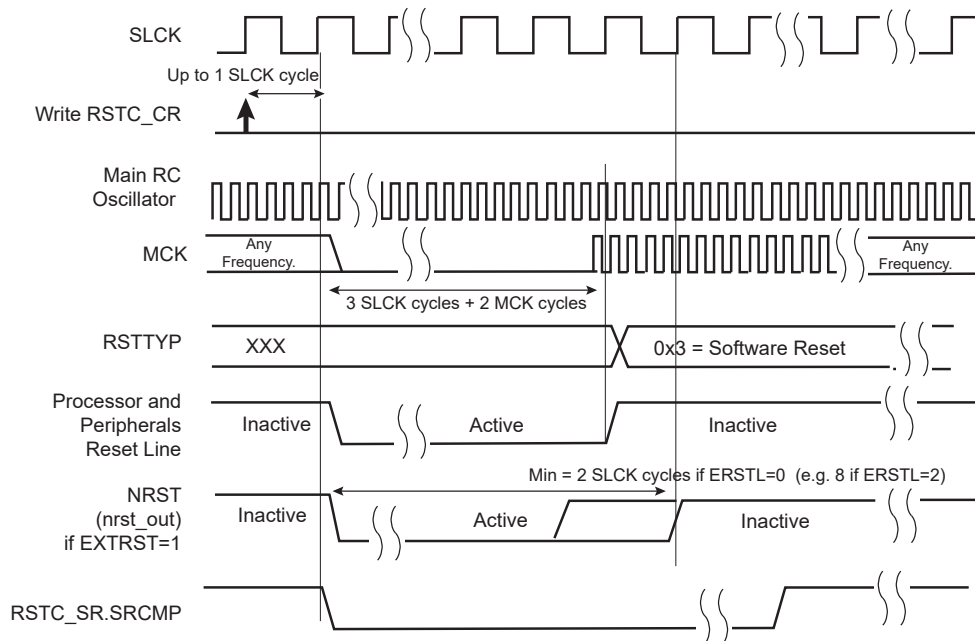 SLCK
Up to 1 SLCK cycle
Write RSTC_CR
Main RC
Oscillator
MCK
Any
Frequency.
Any
Frequency.
3 SLCK cycles + 2 MCK cycles
RSTTYP
XXX
0x3 = Software Reset
Processor and
Peripherals
Reset Line
Inactive
Active
Inactive
Min = 2 SLCK cycles if ERSTL=0 (e.g. 8 if ERSTL=2)
NRST
(nrst_out)
if EXTRST=1
Inactive
Active
Inactive
RSTC_SR.SRCMP